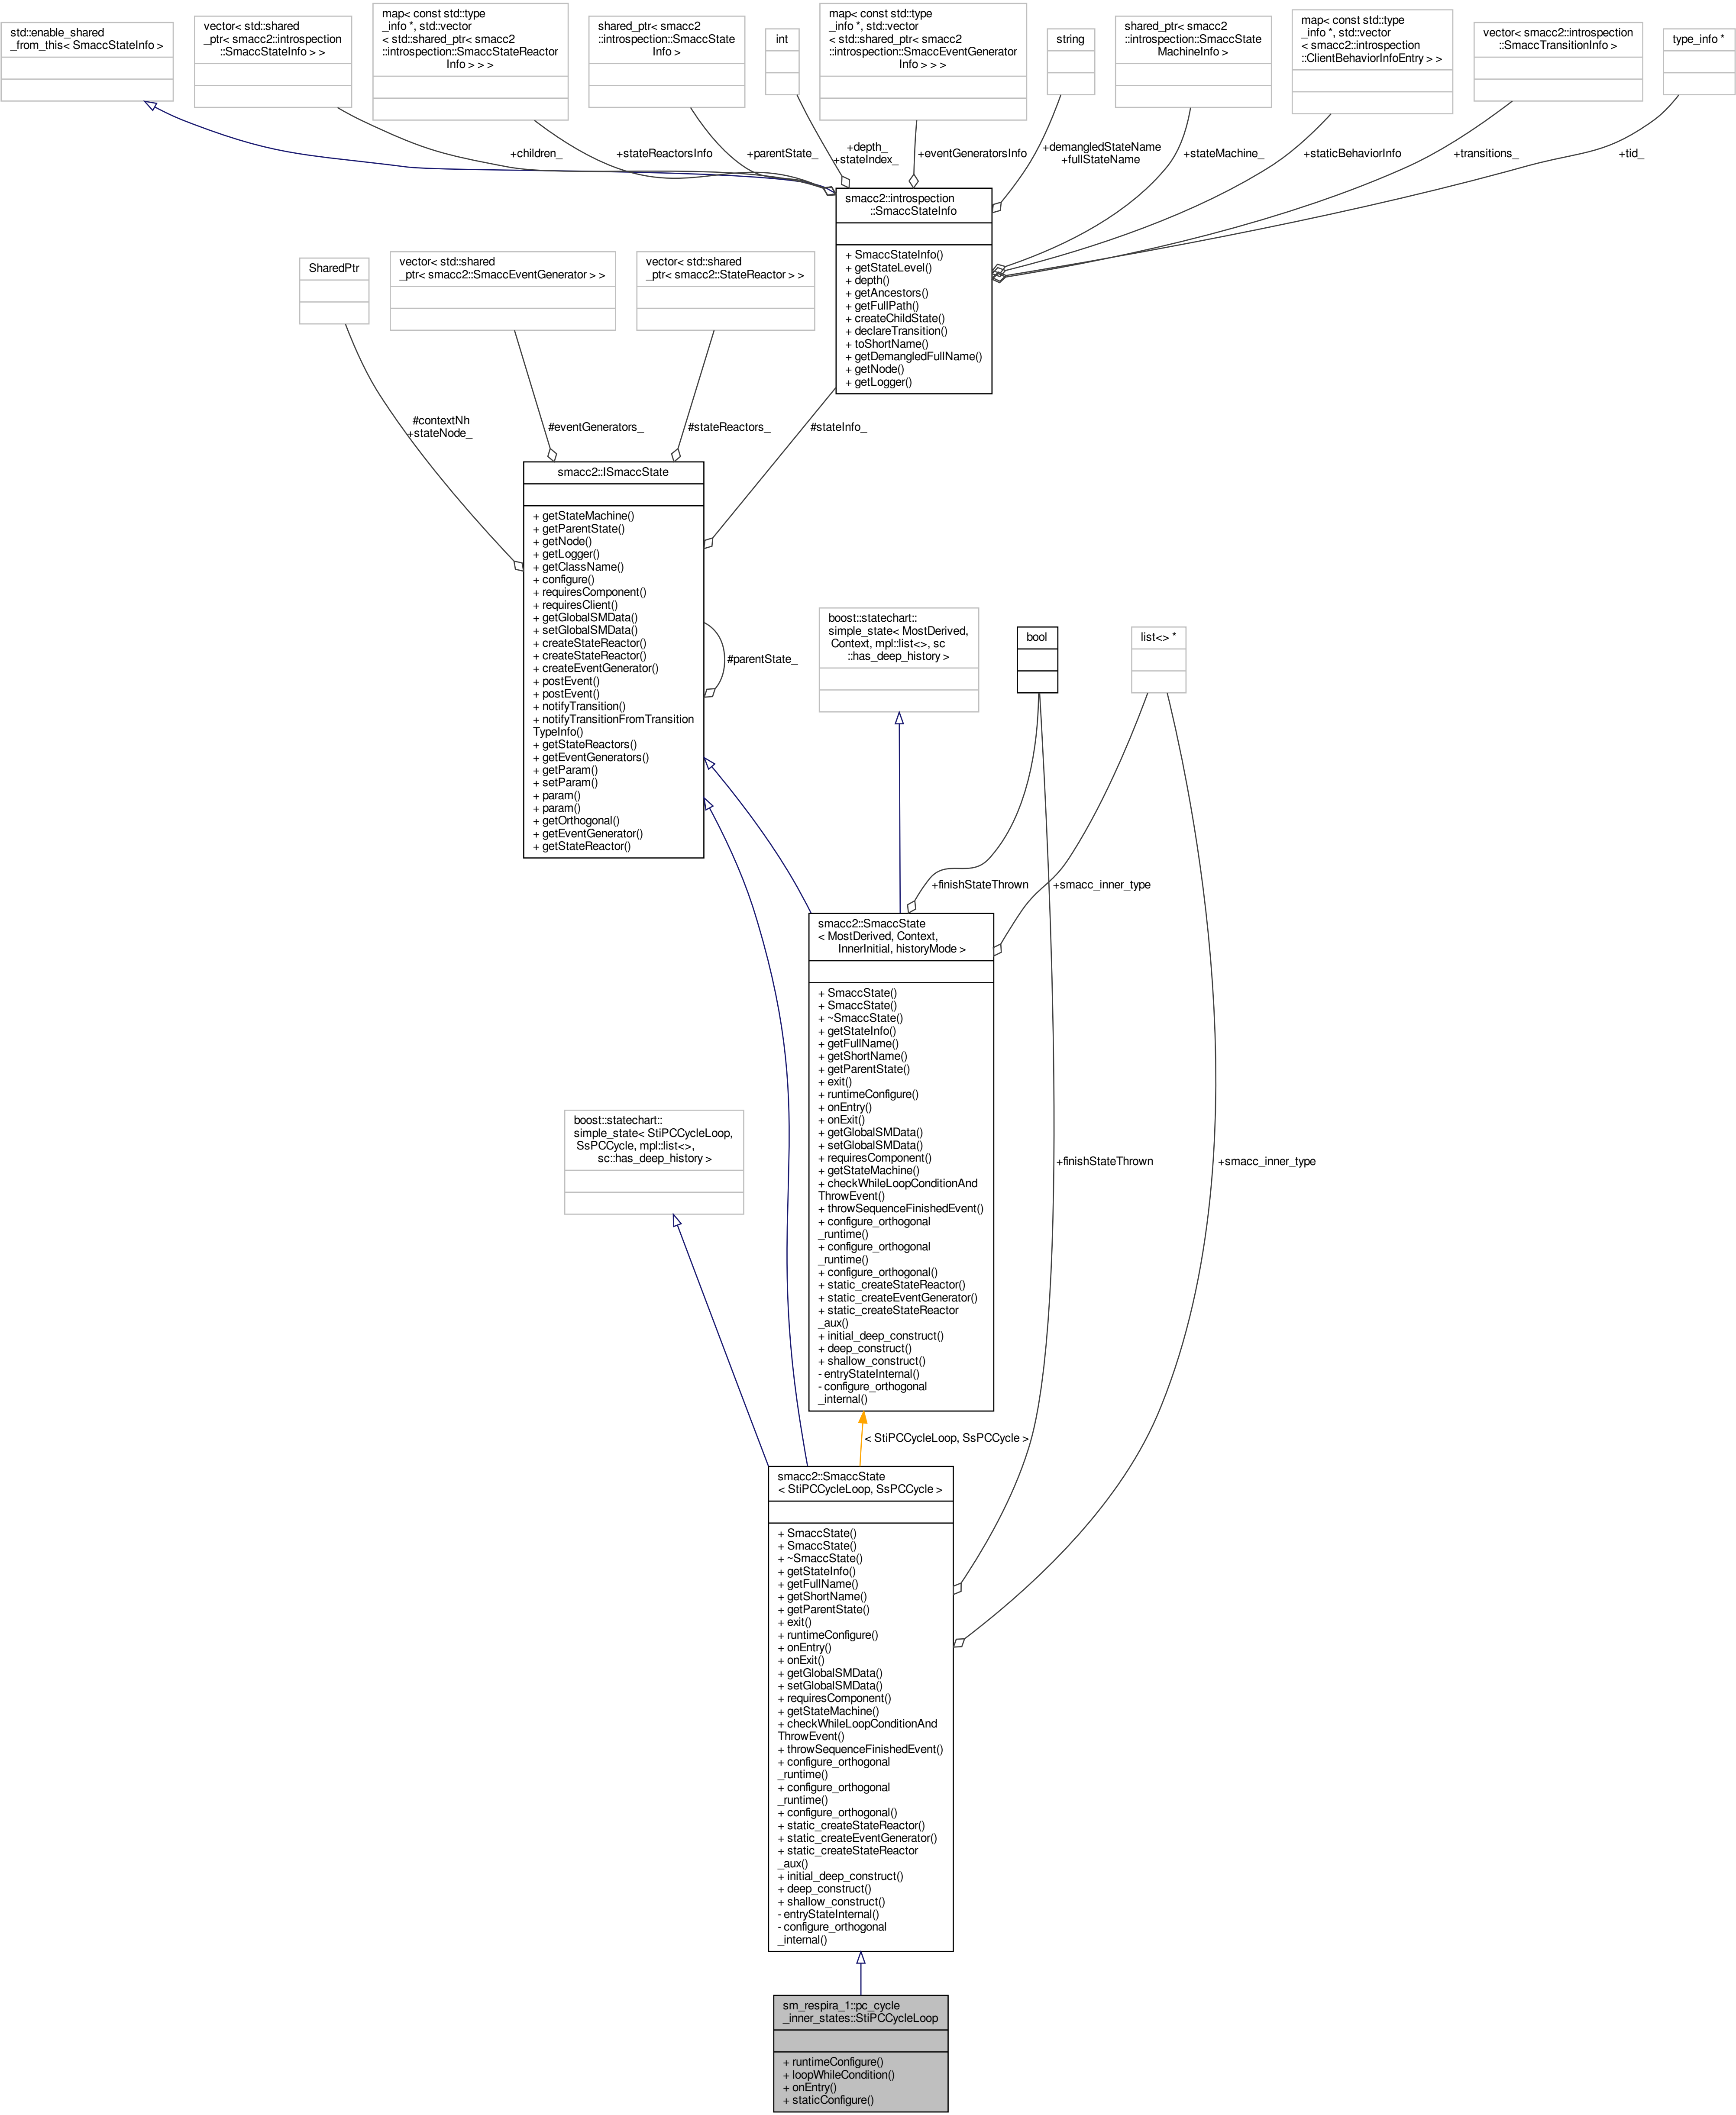 std::enable_shared
_from_this< SmaccStateInfo >
vector< std::shared
_ptr< smacc2::introspection
::SmaccStateInfo > >
map< const std::type
_info *, std::vector
< std::shared_ptr< smacc2
::introspection::SmaccStateReactor
Info > > >
shared_ptr< smacc2
::introspection::SmaccState
Info >
int
map< const std::type
_info *, std::vector
< std::shared_ptr< smacc2
::introspection::SmaccEventGenerator
Info > > >
string
shared_ptr< smacc2
::introspection::SmaccState
MachineInfo >
map< const std::type
_info *, std::vector
< smacc2::introspection
::ClientBehaviorInfoEntry > >
vector< smacc2::introspection
::SmaccTransitionInfo >
type_info *
+children_
+stateReactorsInfo
+parentState_
+depth_
+stateIndex_
+eventGeneratorsInfo
+demangledStateName
+fullStateName
+stateMachine_
+staticBehaviorInfo
+transitions_
+tid_
smacc2::introspection
::SmaccStateInfo
+ SmaccStateInfo()
+ getStateLevel()
+ depth()
+ getAncestors()
+ getFullPath()
+ createChildState()
+ declareTransition()
+ toShortName()
+ getDemangledFullName()
+ getNode()
+ getLogger()
SharedPtr
vector< std::shared
_ptr< smacc2::SmaccEventGenerator > >
vector< std::shared
_ptr< smacc2::StateReactor > >
#contextNh
+stateNode_
#eventGenerators_
#stateReactors_
#stateInfo_
smacc2::ISmaccState
+ getStateMachine()
+ getParentState()
+ getNode()
+ getLogger()
+ getClassName()
+ configure()
+ requiresComponent()
+ requiresClient()
+ getGlobalSMData()
+ setGlobalSMData()
+ createStateReactor()
+ createStateReactor()
+ createEventGenerator()
+ postEvent()
+ postEvent()
+ notifyTransition()
+ notifyTransitionFromTransition
TypeInfo()
+ getStateReactors()
+ getEventGenerators()
+ getParam()
+ setParam()
+ param()
+ param()
+ getOrthogonal()
+ getEventGenerator()
+ getStateReactor()
#parentState_
boost::statechart::
simple_state< MostDerived,
Context, mpl::list<>, sc
::has_deep_history >
bool
list<> *
+finishStateThrown
+smacc_inner_type
smacc2::SmaccState
< MostDerived, Context,
InnerInitial, historyMode >
+ SmaccState()
+ SmaccState()
+ ~SmaccState()
+ getStateInfo()
+ getFullName()
+ getShortName()
+ getParentState()
+ exit()
+ runtimeConfigure()
+ onEntry()
+ onExit()
+ getGlobalSMData()
+ setGlobalSMData()
+ requiresComponent()
+ getStateMachine()
+ checkWhileLoopConditionAnd
ThrowEvent()
+ throwSequenceFinishedEvent()
+ configure_orthogonal
_runtime()
+ configure_orthogonal
_runtime()
+ configure_orthogonal()
+ static_createStateReactor()
+ static_createEventGenerator()
+ static_createStateReactor
_aux()
+ initial_deep_construct()
+ deep_construct()
+ shallow_construct()
- entryStateInternal()
- configure_orthogonal
_internal()
boost::statechart::
simple_state< StiPCCycleLoop,
SsPCCycle, mpl::list<>,
sc::has_deep_history >
+finishStateThrown
+smacc_inner_type
< StiPCCycleLoop, SsPCCycle >
smacc2::SmaccState
< StiPCCycleLoop, SsPCCycle >
+ SmaccState()
+ SmaccState()
+ ~SmaccState()
+ getStateInfo()
+ getFullName()
+ getShortName()
+ getParentState()
+ exit()
+ runtimeConfigure()
+ onEntry()
+ onExit()
+ getGlobalSMData()
+ setGlobalSMData()
+ requiresComponent()
+ getStateMachine()
+ checkWhileLoopConditionAnd
ThrowEvent()
+ throwSequenceFinishedEvent()
+ configure_orthogonal
_runtime()
+ configure_orthogonal
_runtime()
+ configure_orthogonal()
+ static_createStateReactor()
+ static_createEventGenerator()
+ static_createStateReactor
_aux()
+ initial_deep_construct()
+ deep_construct()
+ shallow_construct()
- entryStateInternal()
- configure_orthogonal
_internal()
sm_respira_1::pc_cycle
_inner_states::StiPCCycleLoop
+ runtimeConfigure()
+ loopWhileCondition()
+ onEntry()
+ staticConfigure()